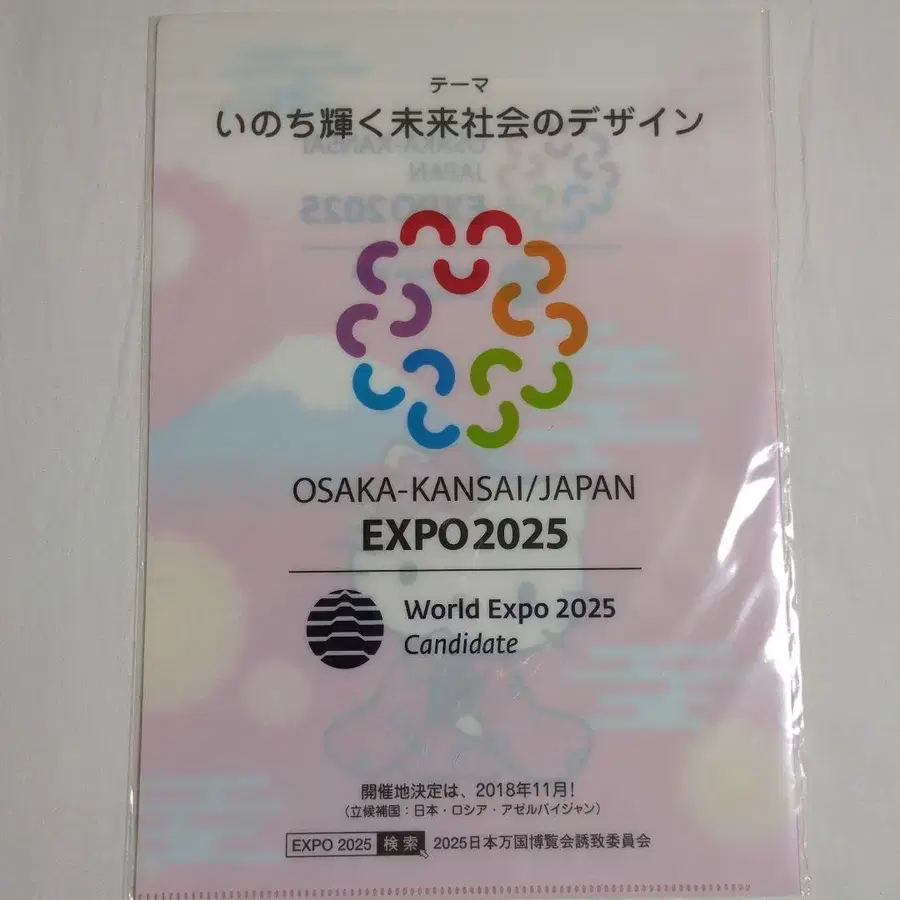 テーマ
いのち輝く未来社会のデザイン
OSAKA-KANSAI
JAPAN
EXPO2025
OSAKA-KANSAI/JAPAN
EXPO2025
World Expo 2025
Candidate
開催地決定は、2018年11月!
(立候補国：日本・ロシア・アゼルバイジャン)
EXPO 2025 検索 2025日本万国博覧会誘致委員会